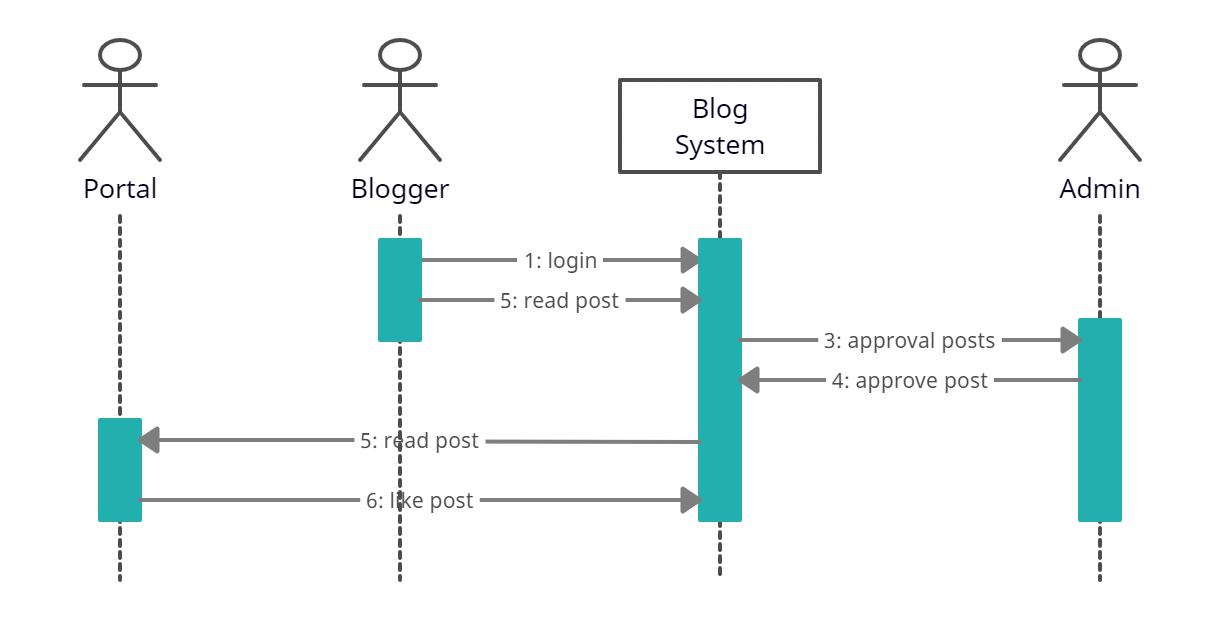 Blog
System
Portal
Blogger
Admin
1: login
5: read post
3: approval posts
4: approve post
5: read post
6: like post